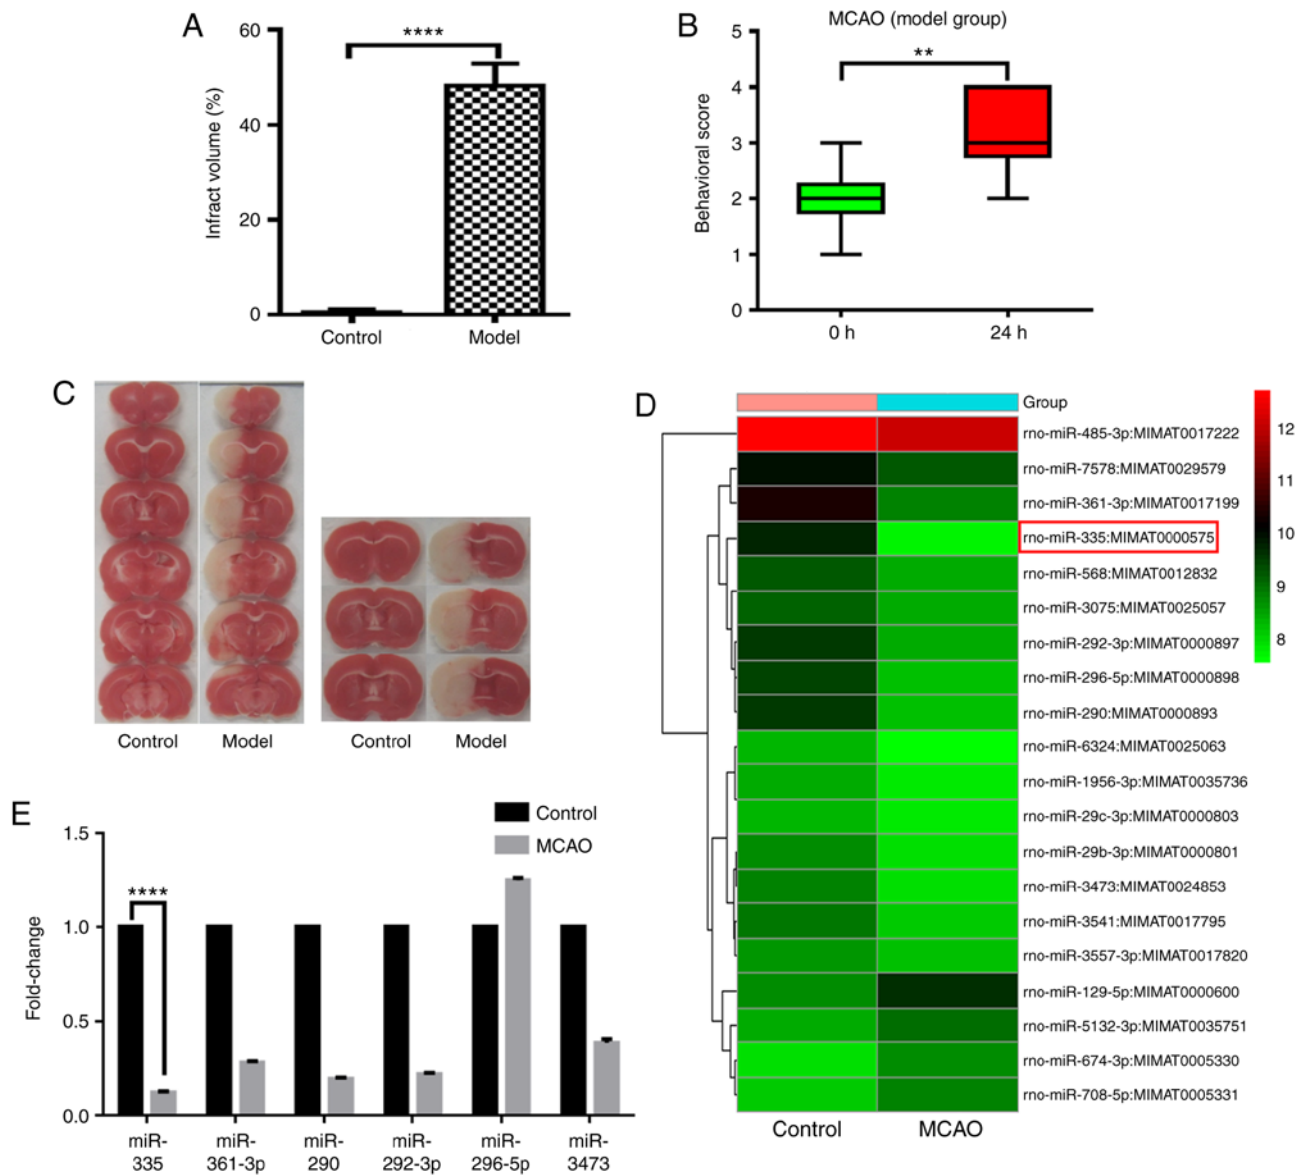 A
60
40
20
0
Infract volume (%)
****
Control
Model
B
MCAO (model group)
5
4
3
2
1
0
Behavioral score
**
0 h
24 h
C
Control
Model
Control
Model
D
Group
rno-miR-485-3p:MIMAT0017222
rno-miR-7578:MIMAT0029579
rno-miR-361-3p:MIMAT0017199
rno-miR-335:MIMAT0000575
rno-miR-568:MIMAT0012832
rno-miR-3075:MIMAT0025057
rno-miR-292-3p:MIMAT0000897
rno-miR-296-5p:MIMAT0000898
rno-miR-290:MIMAT0000893
rno-miR-6324:MIMAT0025063
rno-miR-1956-3p:MIMAT0035736
rno-miR-29c-3p:MIMAT0000803
rno-miR-29b-3p:MIMAT0000801
rno-miR-3473:MIMAT0024853
rno-miR-3541:MIMAT0017795
rno-miR-3557-3p:MIMAT0017820
rno-miR-129-5p:MIMAT0000600
rno-miR-5132-3p:MIMAT0035751
rno-miR-674-3p:MIMAT0005330
rno-miR-708-5p:MIMAT0005331
12
11
10
9
8
Control
MCAO
E
Control
MCAO
1.5
1.0
0.5
0.0
Fold-change
****
miR-
335
miR-
361-3p
miR-
290
miR-
292-3p
miR-
296-5p
miR-
3473